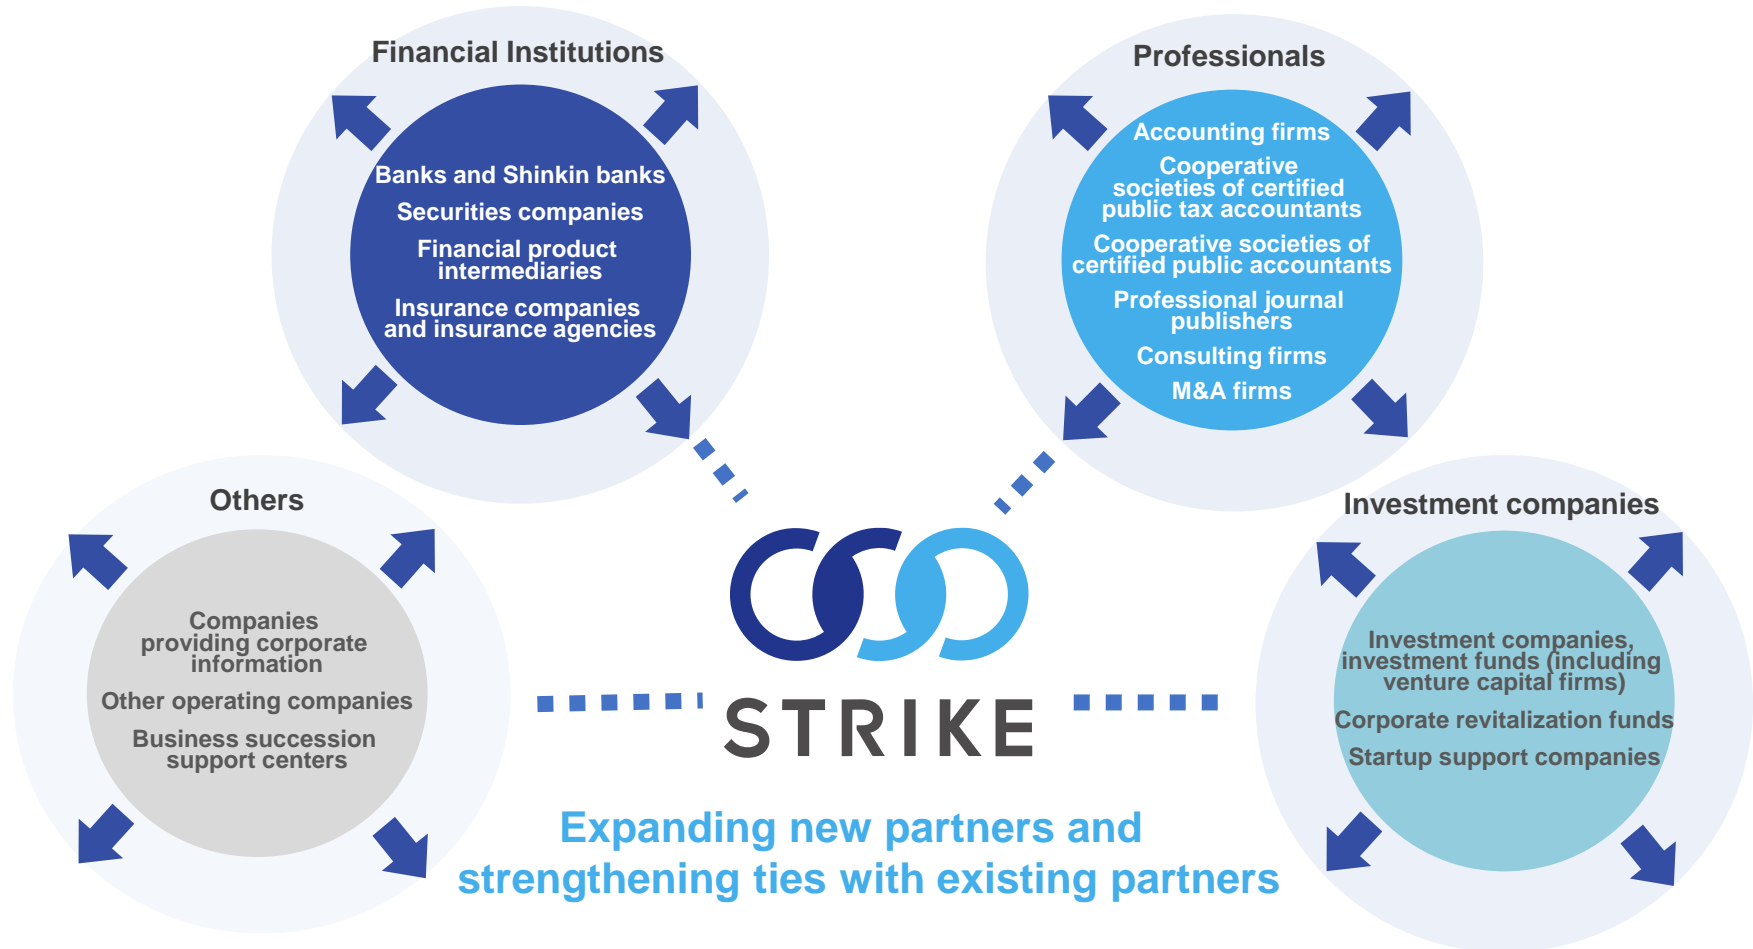 Financial Institutions
Banks and Shinkin banks
Securities companies
Financial product
intermediaries
Insurance companies
and insurance agencies
Professionals
Accounting firms
Cooperative
societies of certified
public tax accountants
Cooperative societies of
certified public accountants
Professional journal
publishers
Consulting firms
M&A firms
Others
Companies
providing corporate
information
Other operating companies
Business succession
support centers
STRIKE
Investment companies
Investment companies,
investment funds (including
venture capital firms)
Corporate revitalization funds
Startup support companies
Expanding new partners and
strengthening ties with existing partners